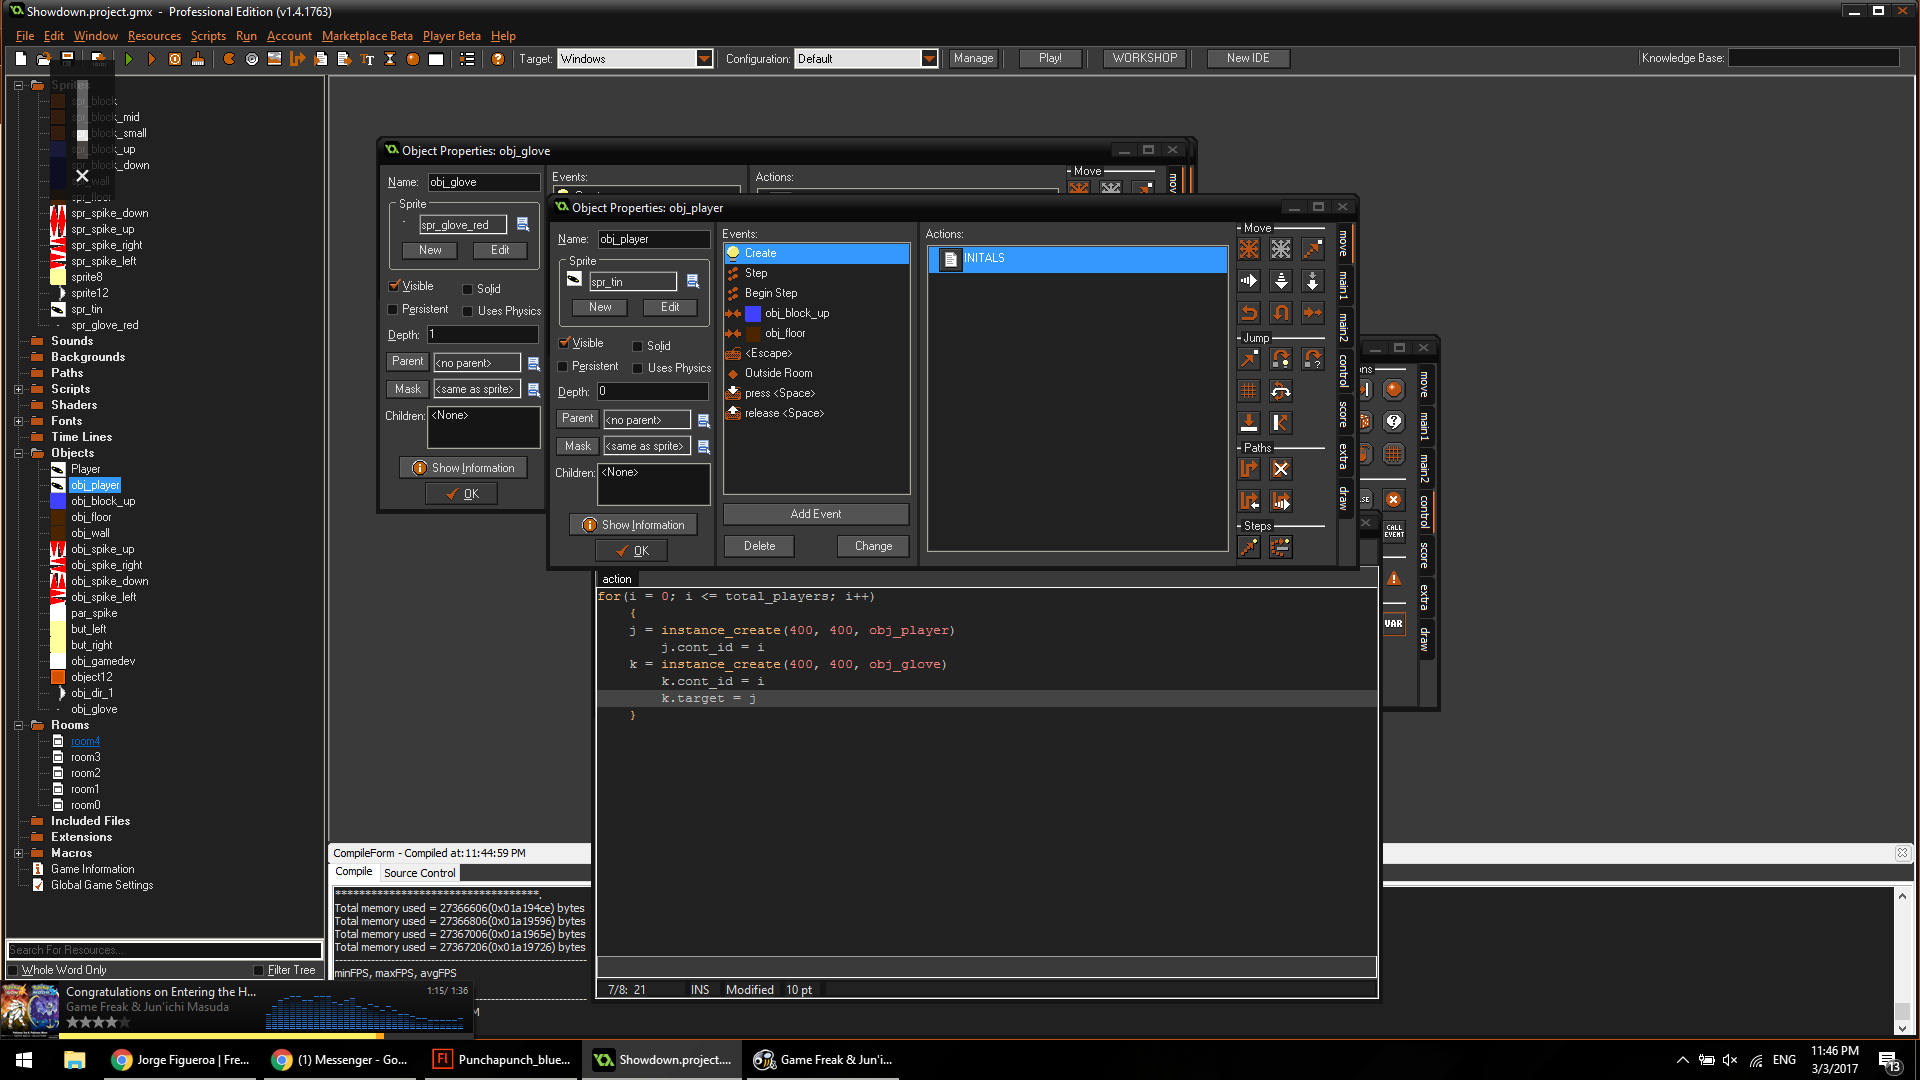 Showdown.project.gmx - Professional Edition (v1.4.1763)
File Edit Window Resources Scripts Run Account Marketplace Beta Player Beta Help
Target: Windows Configuration: Default Manage Play! WORKSHOP New IDE Knowledge Base:
Sprites
spr_block
spr_block_mid
spr_block_small
spr_block_up
spr_block_down
spr_wall
spr_floor
spr_spike_down
spr_spike_up
spr_spike_right
spr_spike_left
sprite8
sprite12
spr_tin
spr_glove_red
Sounds
Backgrounds
Paths
Scripts
Shaders
Fonts
Time Lines
Objects
Player
obj_player
obj_block_up
obj_floor
obj_wall
obj_spike_up
obj_spike_right
obj_spike_down
obj_spike_left
par_spike
but_left
but_right
obj_gamedev
object12
obj_dir_1
obj_glove
Rooms
room4
room3
room2
room1
room0
Included Files
Extensions
Macros
Game Information
Global Game Settings
Search For Resources...
Whole Word Only Filter Tree
Object Properties: obj_glove
Name: obj_glove
Sprite
spr_glove_red
New Edit
Visible Solid
Persistent Uses Physics
Depth: 1
Parent <no parent>
Mask <same as sprite>
Children: <None>
Show Information
OK
Events:
Actions:
Move
move
Object Properties: obj_player
Name: obj_player
Sprite
spr_tin
New Edit
Visible Solid
Persistent Uses Physics
Depth: 0
Parent <no parent>
Mask <same as sprite>
Children: <None>
Show Information
OK
Events:
Create
Step
Begin Step
obj_block_up
obj_floor
<Escape>
Outside Room
press <Space>
release <Space>
Add Event
Delete Change
Actions:
INITALS
Move
Jump
Paths
Steps
move
main1
main2
control
score
extra
draw
ons
CALL EVENT
VAR
move
main1
main2
control
score
extra
draw
action
for(i = 0; i <= total_players; i++)
{
j = instance_create(400, 400, obj_player)
j.cont_id = i
k = instance_create(400, 400, obj_glove)
k.cont_id = i
k.target = j
}
7/8: 21 INS Modified 10 pt
CompileForm - Compiled at:11:44:59 PM
Compile Source Control
***********************************.
Total memory used = 27366606(0x01a194ce) bytes
Total memory used = 27366806(0x01a19596) bytes
Total memory used = 27367006(0x01a1965e) bytes
Total memory used = 27367206(0x01a19726) bytes
minFPS, maxFPS, avgFPS
Congratulations on Entering the H...
1:15/ 1:36
Game Freak & Jun'ichi Masuda
Jorge Figueroa | Fre...
(1) Messenger - Go...
Punchapunch_blue...
Showdown.project....
Game Freak & Jun'i...
ENG
11:46 PM
3/3/2017
13